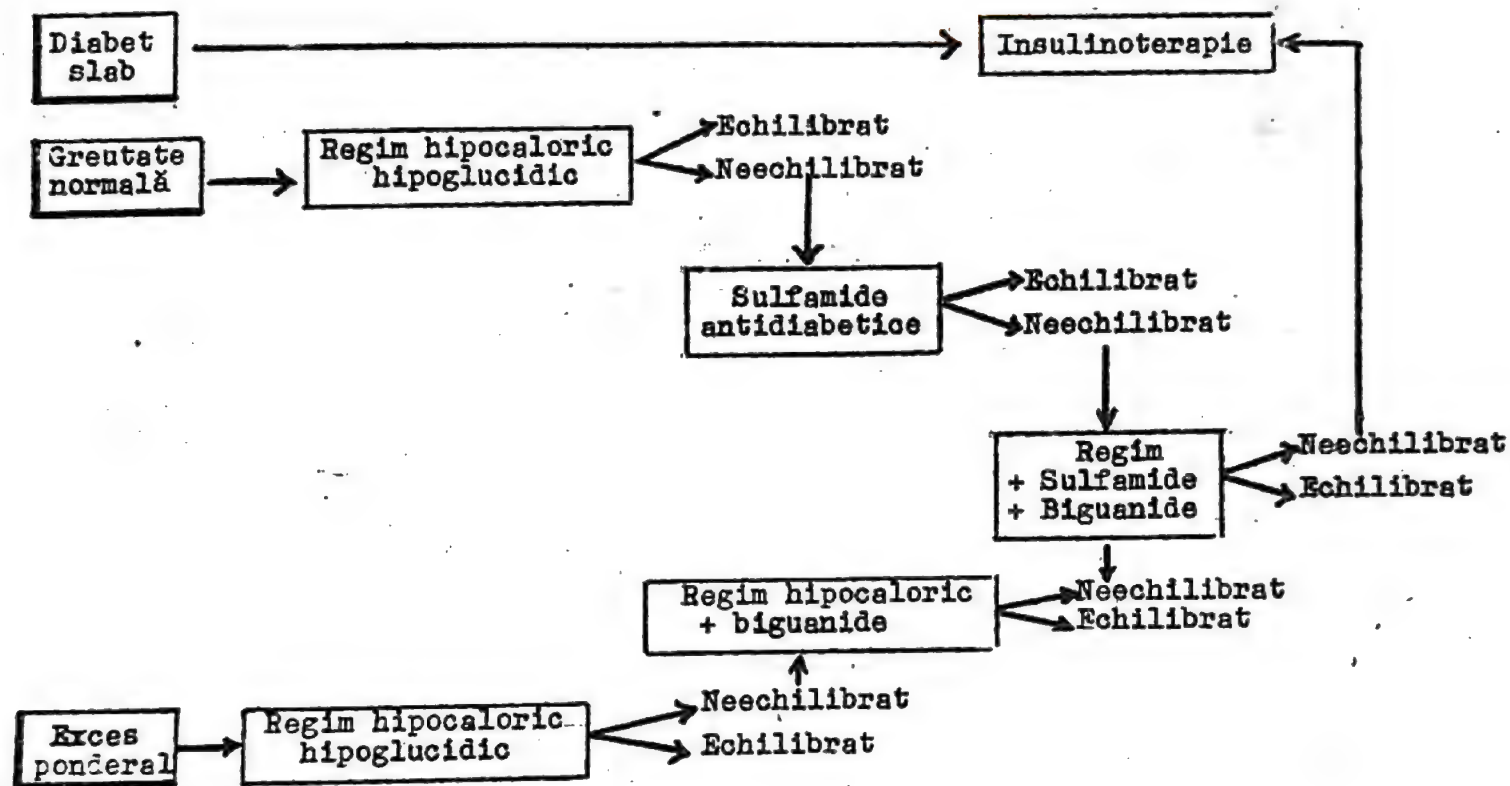 Diabet
slab
Insulinoterapie
Greutate
normală
Regim hipocaloric
hipoglucidic
Echilibrat
Neechilibrat
Sulfamide
antidiabetice
Echilibrat
Neechilibrat
Regim
+ Sulfamide
+ Biguanide
Neechilibrat
Echilibrat
Regim hipocaloric
+ biguanide
Neechilibrat
Echilibrat
Exces
ponderal
Regim hipocaloric
hipoglucidic
Neechilibrat
Echilibrat